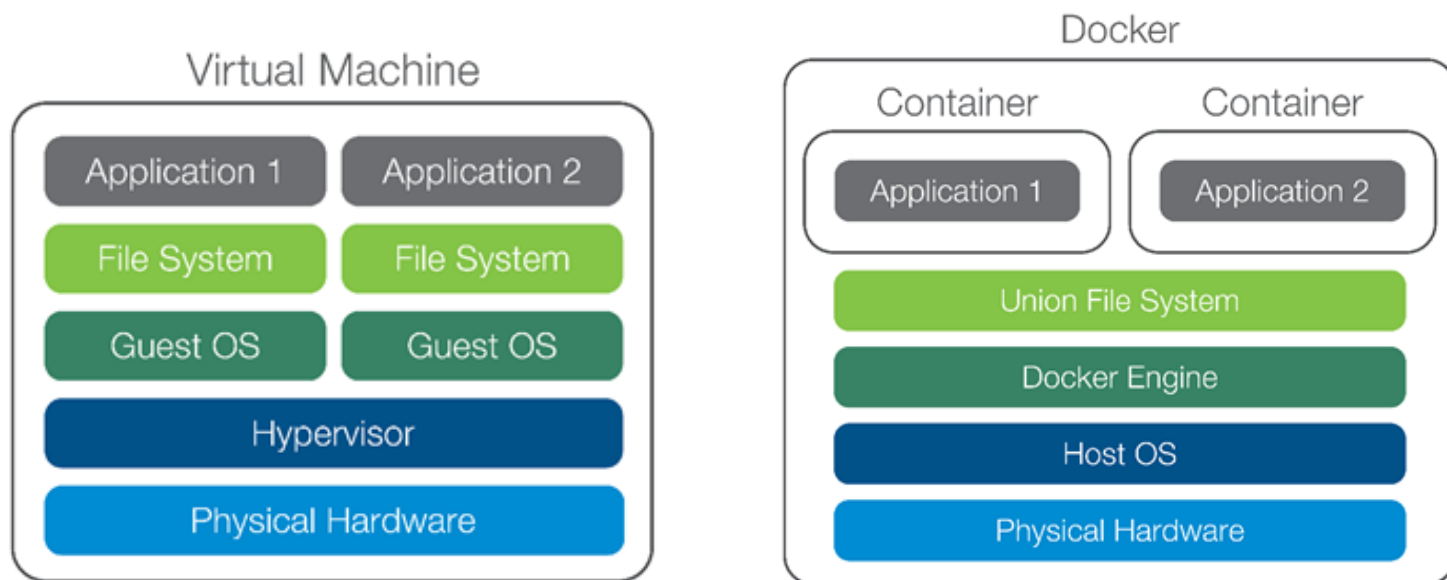 Virtual Machine
Application 1
Application 2
File System
File System
Guest OS
Guest OS
Hypervisor
Physical Hardware
Docker
Container
Container
Application 1
Application 2
Union File System
Docker Engine
Host OS
Physical Hardware